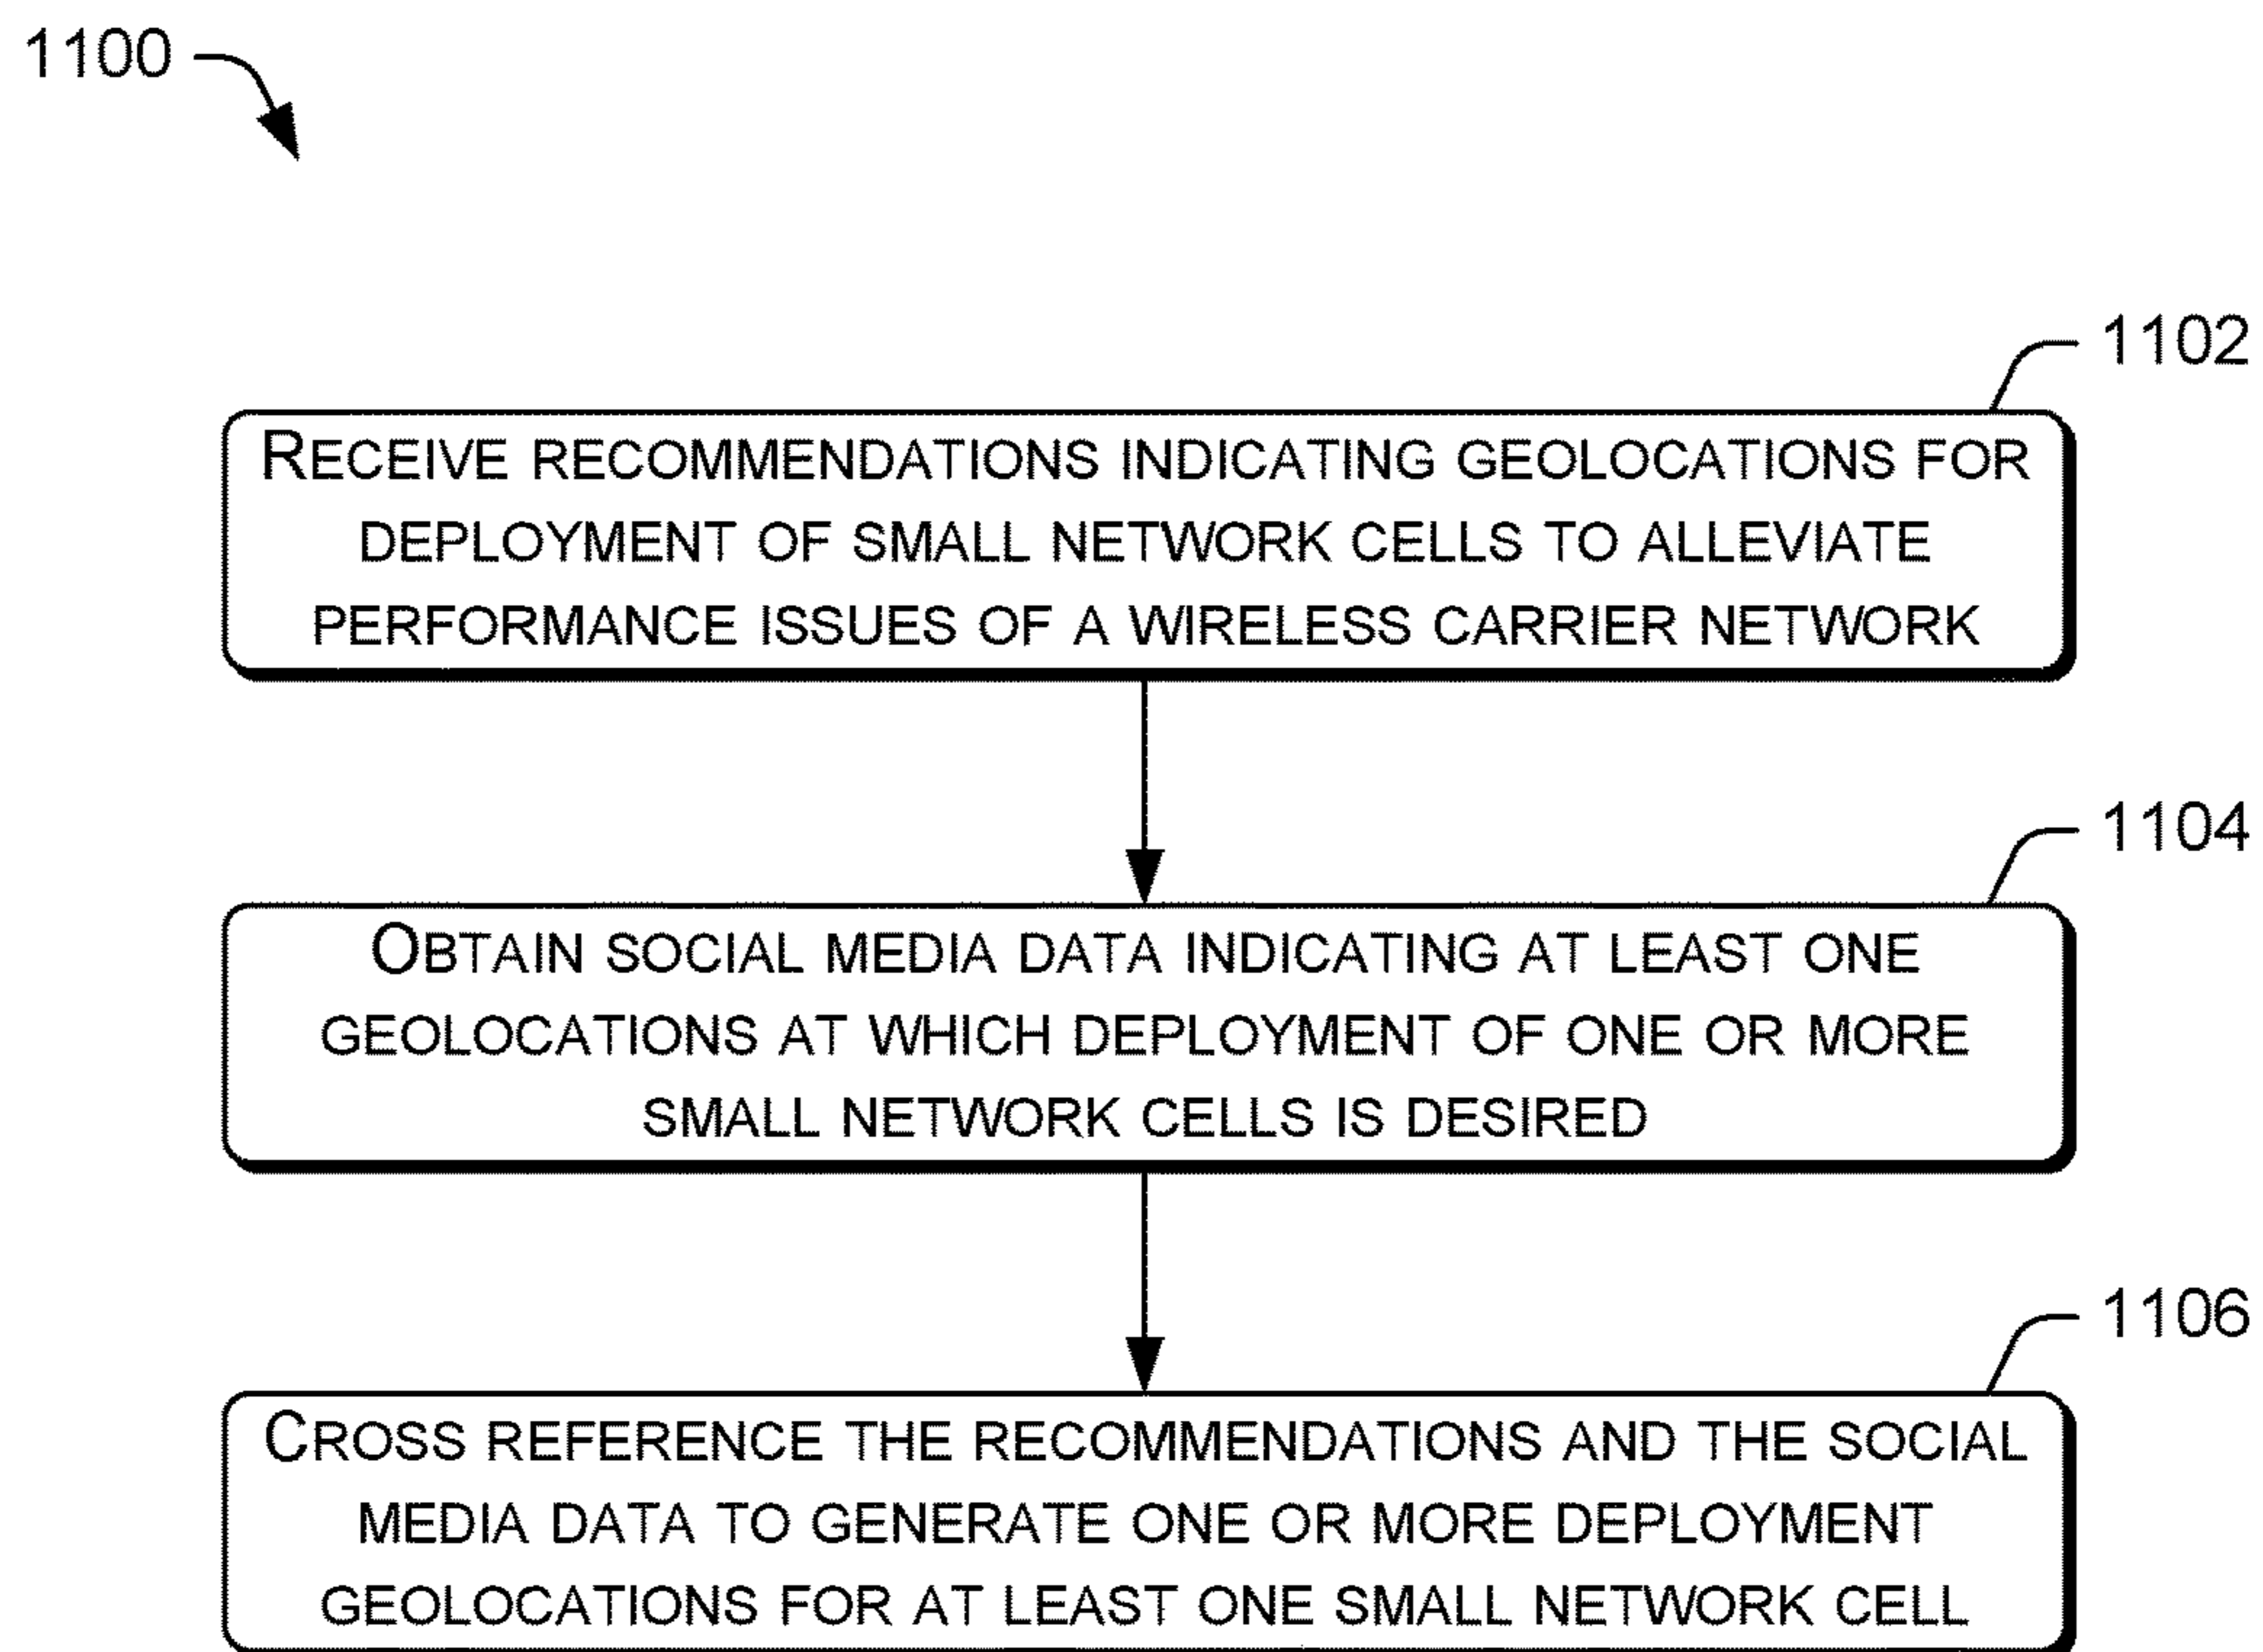 1100
1102
RECEIVE RECOMMENDATIONS INDICATING GEOLOCATIONS FOR
DEPLOYMENT OF SMALL NETWORK CELLS TO ALLEVIATE
PERFORMANCE ISSUES OF A WIRELESS CARRIER NETWORK
1104
OBTAIN SOCIAL MEDIA DATA INDICATING AT LEAST ONE
GEOLOCATIONS AT WHICH DEPLOYMENT OF ONE OR MORE
SMALL NETWORK CELLS IS DESIRED
1106
CROSS REFERENCE THE RECOMMENDATIONS AND THE SOCIAL
MEDIA DATA TO GENERATE ONE OR MORE DEPLOYMENT
GEOLOCATIONS FOR AT LEAST ONE SMALL NETWORK CELL